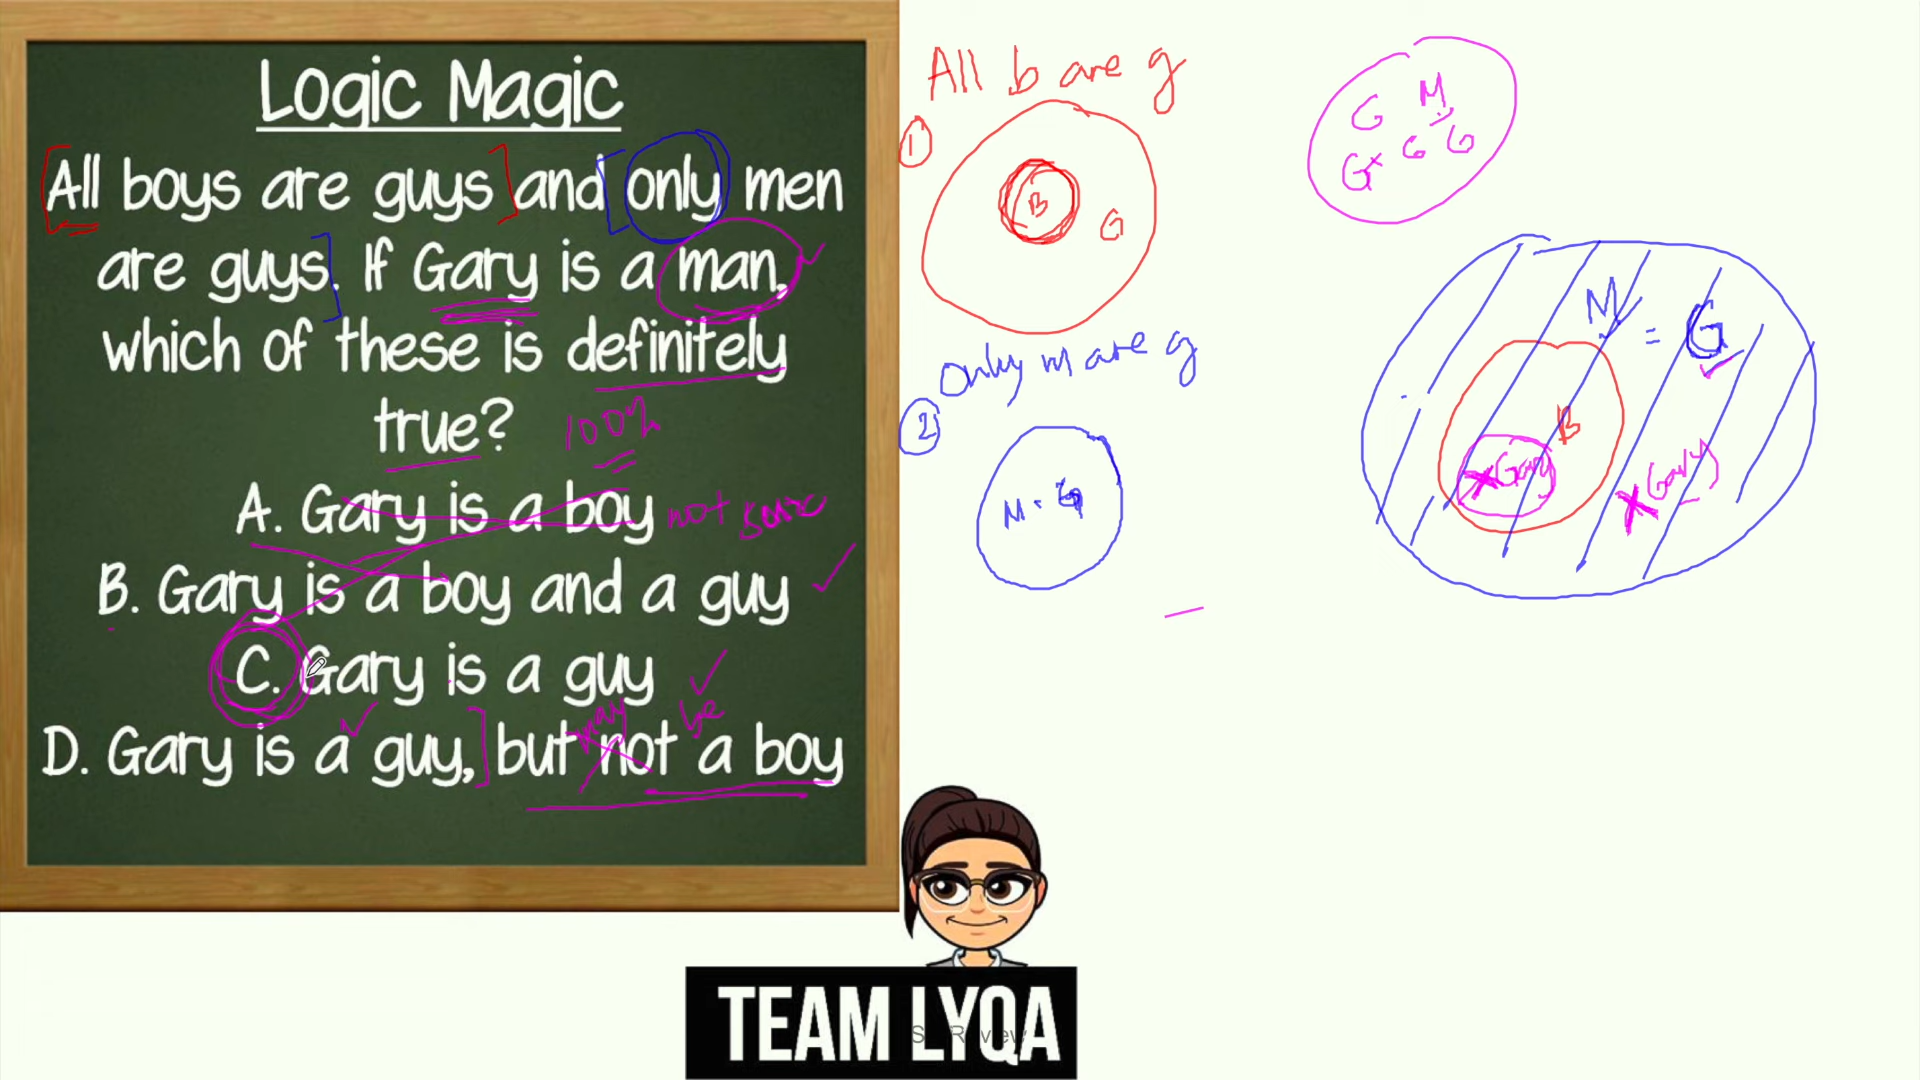 Logic Magic
All boys are guys and only men
are guys. If Gary is a man,
which of these is definitely
true?
100%
A. Gary is a boy not sure
B. Gary is a boy and a guy
C. Gary is a guy
may be
D. Gary is a guy, but not a boy
All b are g
1
B
G
Only m are g
2
M = G
G M
G G G
M = G
B
Gary
Gary
TEAM LYQA